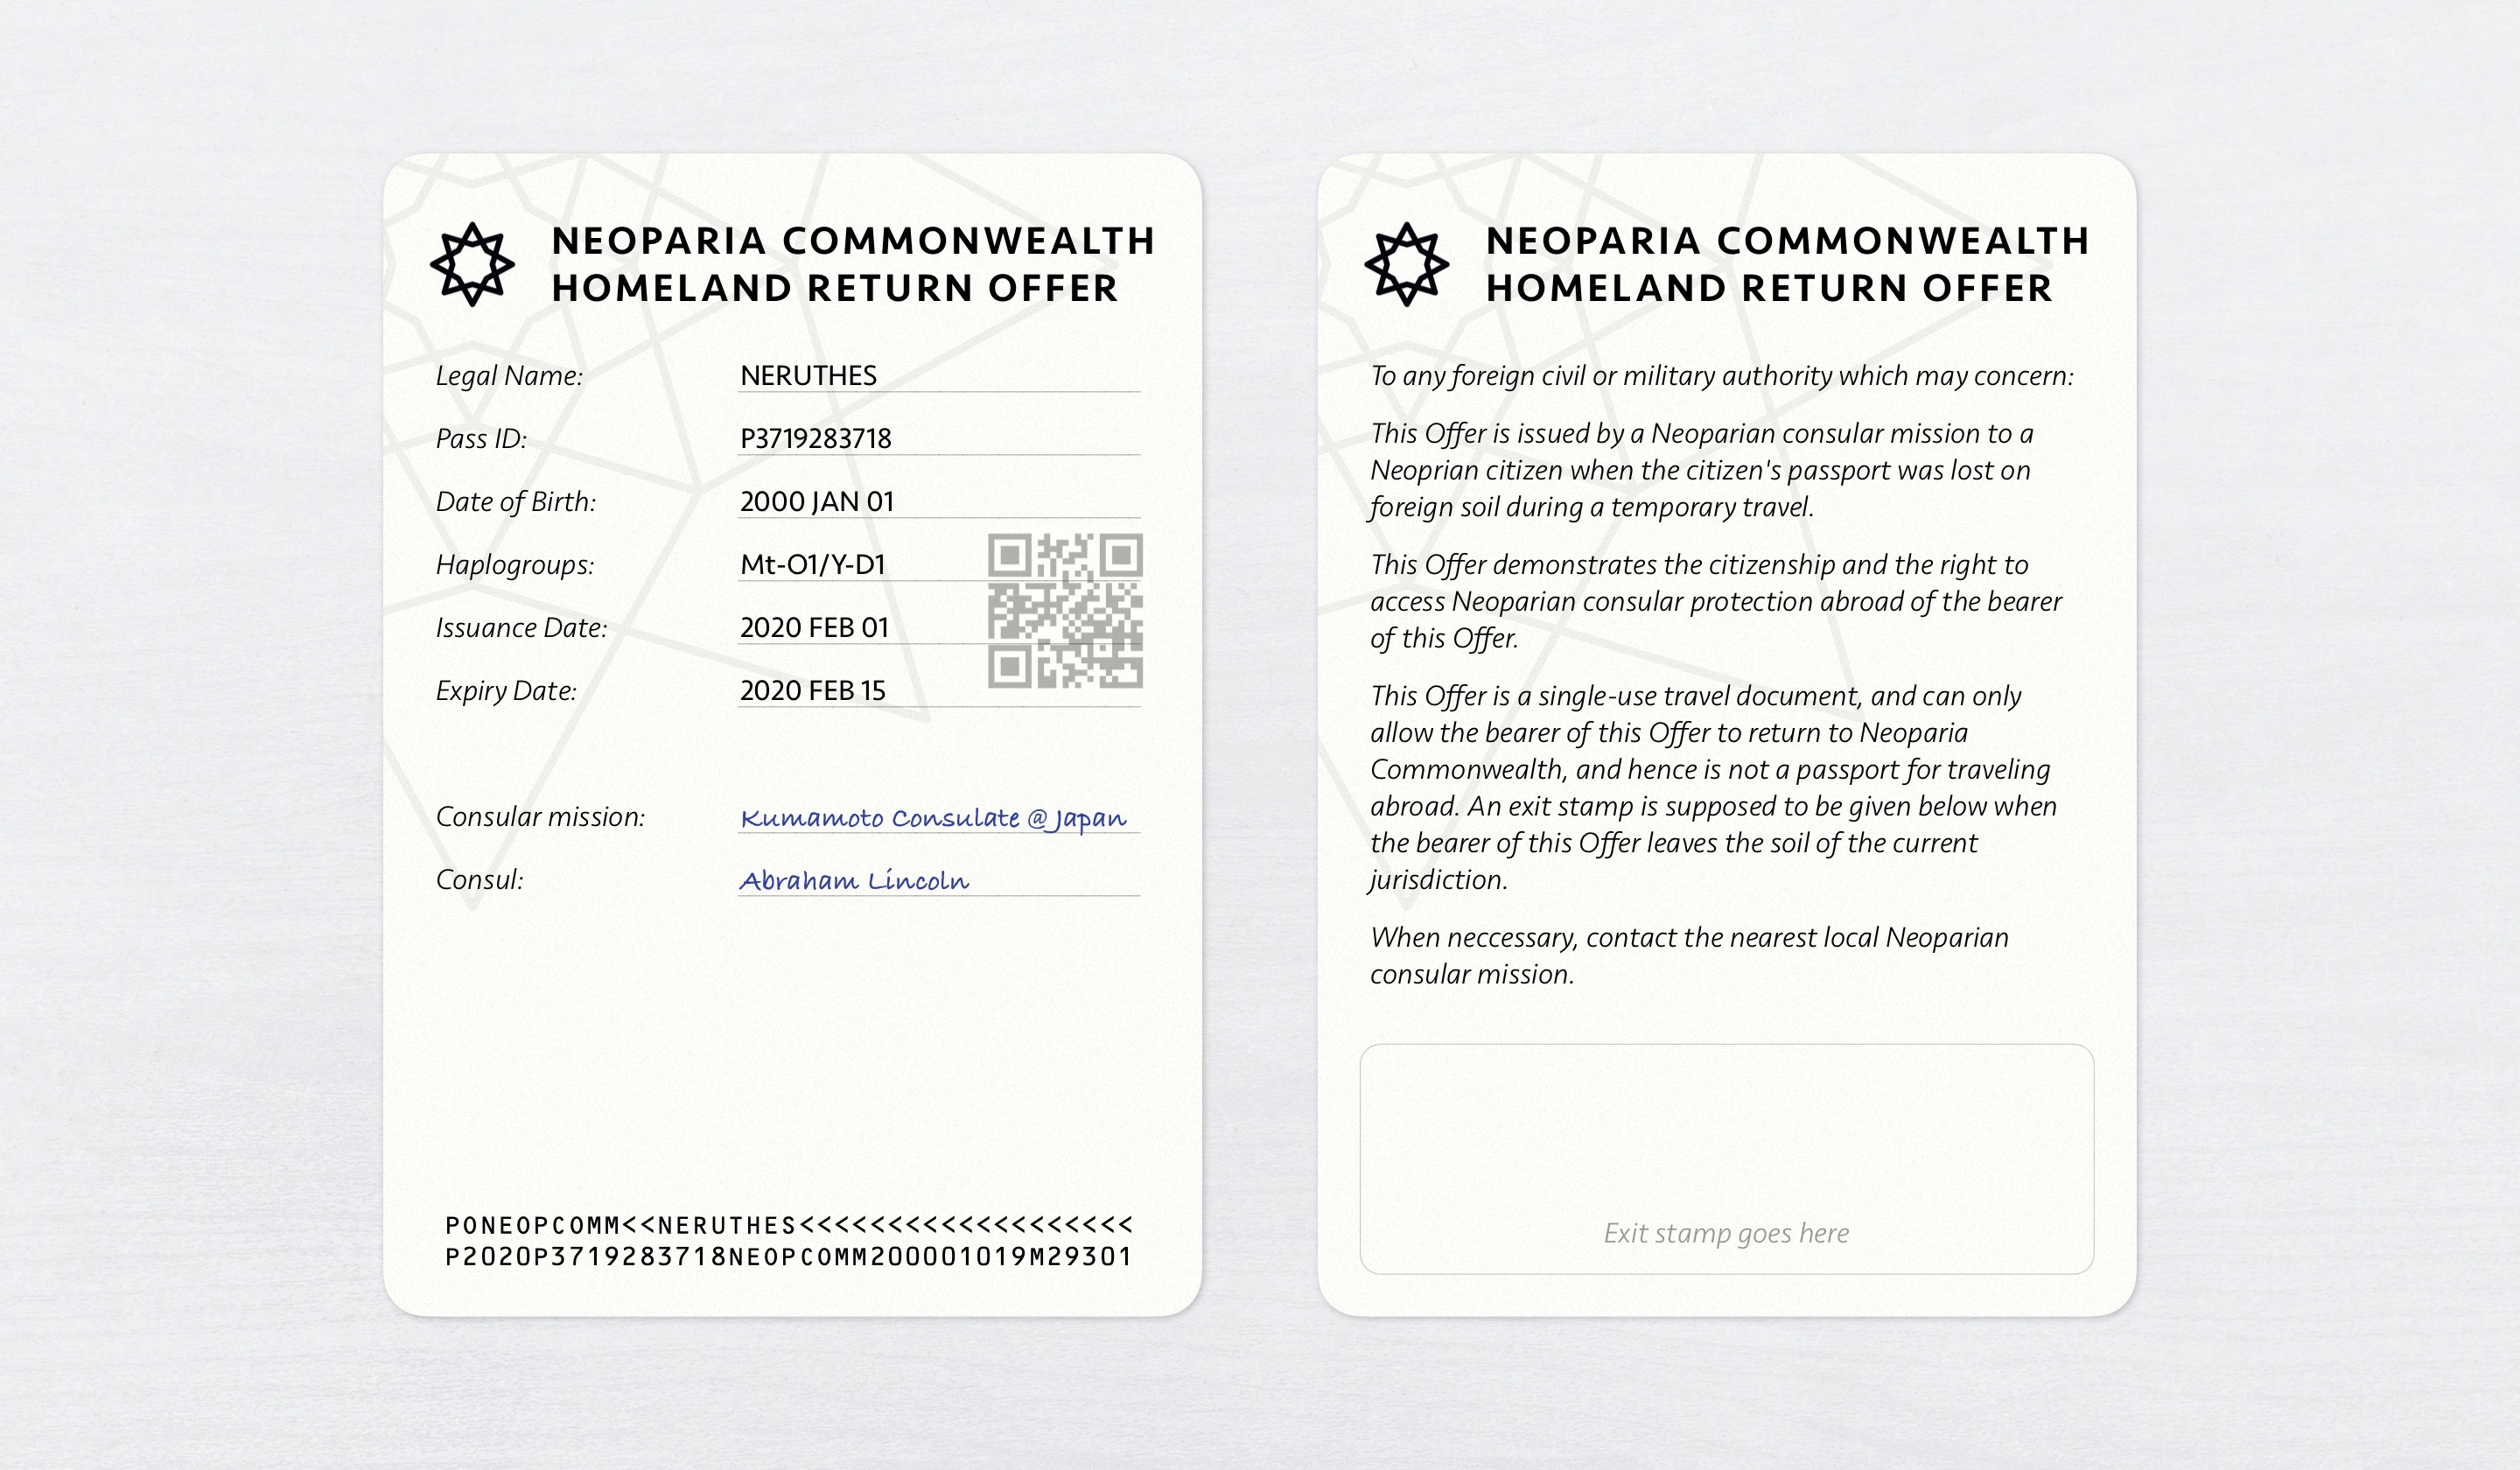 NEOPARIA COMMONWEALTH
HOMELAND RETURN OFFER
Legal Name: NERUTHES
Pass ID: P3719283718
Date of Birth: 2000 JAN 01
Haplogroups: Mt-O1/Y-D1
Issuance Date: 2020 FEB 01
Expiry Date: 2020 FEB 15
Consular mission: Kumamoto Consulate @ Japan
Consul: Abraham Lincoln
PONEOPCOMM<<NERUTHES<<<<<<<<<<<<<<<<<<<
P2020P3719283718NEOPCOMM200001019M29301
NEOPARIA COMMONWEALTH
HOMELAND RETURN OFFER
To any foreign civil or military authority which may concern:
This Offer is issued by a Neoparian consular mission to a
Neoprian citizen when the citizen's passport was lost on
foreign soil during a temporary travel.
This Offer demonstrates the citizenship and the right to
access Neoparian consular protection abroad of the bearer
of this Offer.
This Offer is a single-use travel document, and can only
allow the bearer of this Offer to return to Neoparia
Commonwealth, and hence is not a passport for traveling
abroad. An exit stamp is supposed to be given below when
the bearer of this Offer leaves the soil of the current
jurisdiction.
When neccessary, contact the nearest local Neoparian
consular mission.
Exit stamp goes here